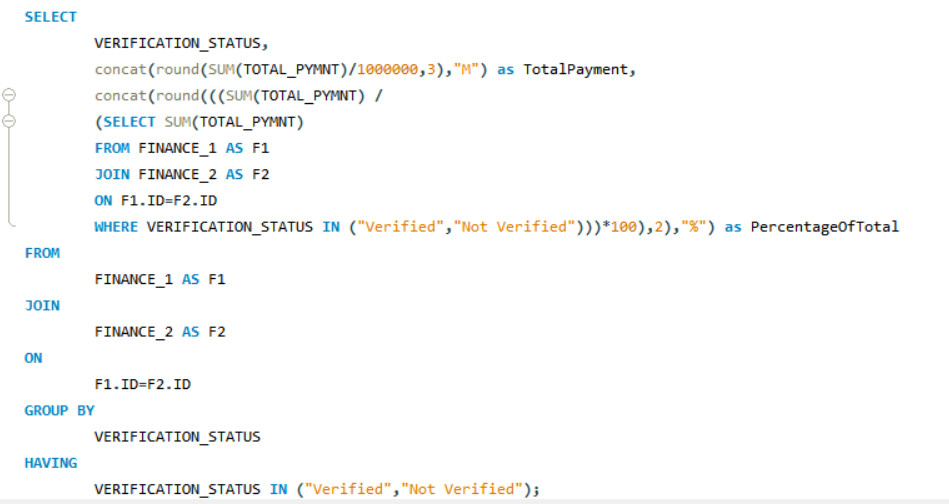 SELECT
VERIFICATION_STATUS,
concat(round(SUM(TOTAL_PYMNT)/1000000,3),"M") as TotalPayment,
concat(round(((SUM(TOTAL_PYMNT) /
(SELECT SUM(TOTAL_PYMNT)
FROM FINANCE_1 AS F1
JOIN FINANCE_2 AS F2
ON F1.ID=F2.ID
WHERE VERIFICATION_STATUS IN ("Verified","Not Verified")))*100),2),"%") as PercentageOfTotal
FROM
FINANCE_1 AS F1
JOIN
FINANCE_2 AS F2
ON
F1.ID=F2.ID
GROUP BY
VERIFICATION_STATUS
HAVING
VERIFICATION_STATUS IN ("Verified","Not Verified");